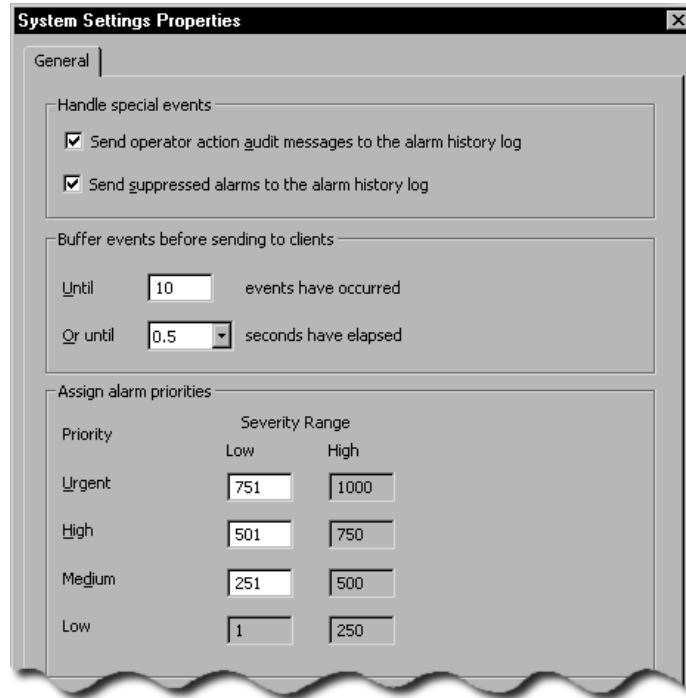 System Settings Properties
General
Handle special events
Send operator action audit messages to the alarm history log
Send suppressed alarms to the alarm history log
Buffer events before sending to clients
Until 10 events have occurred
Or until 0.5 seconds have elapsed
Assign alarm priorities
Priority Severity Range
Low High
Urgent 751 1000
High 501 750
Medium 251 500
Low 1 250